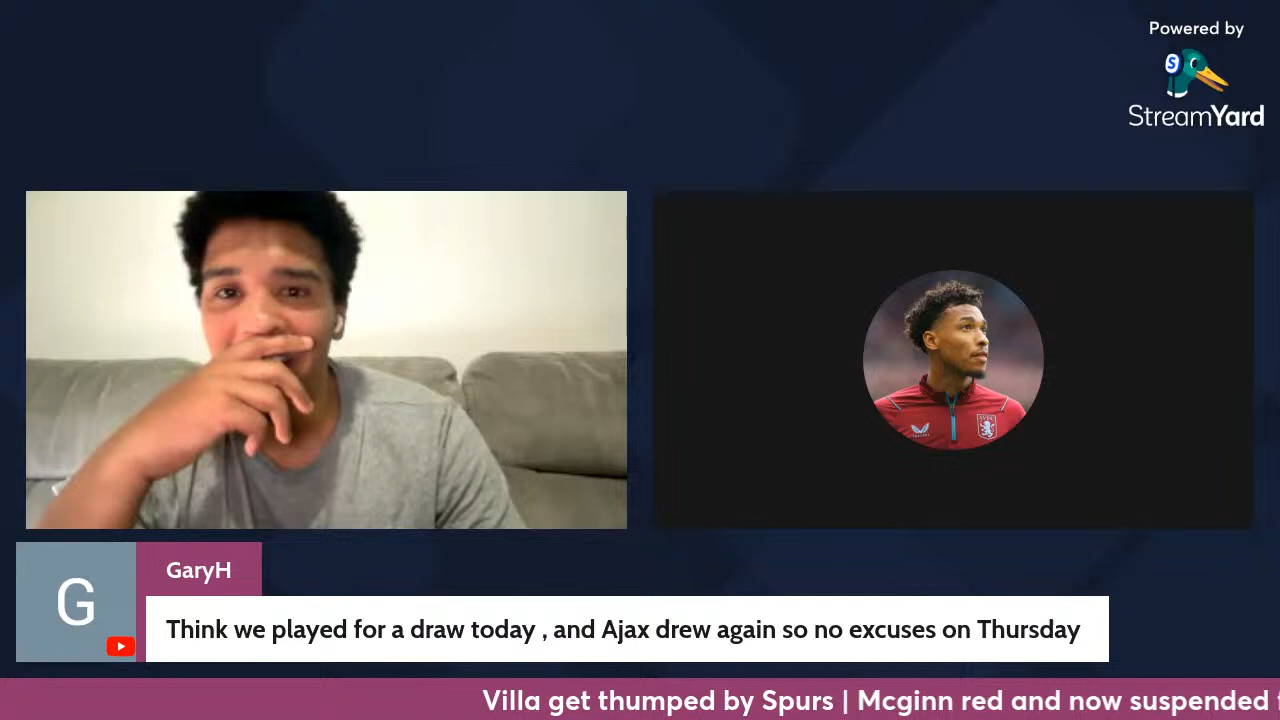 Powered by
S
StreamYard
G
GaryH
Think we played for a draw today , and Ajax drew again so no excuses on Thursday
Villa get thumped by Spurs | Mcginn red and now suspended